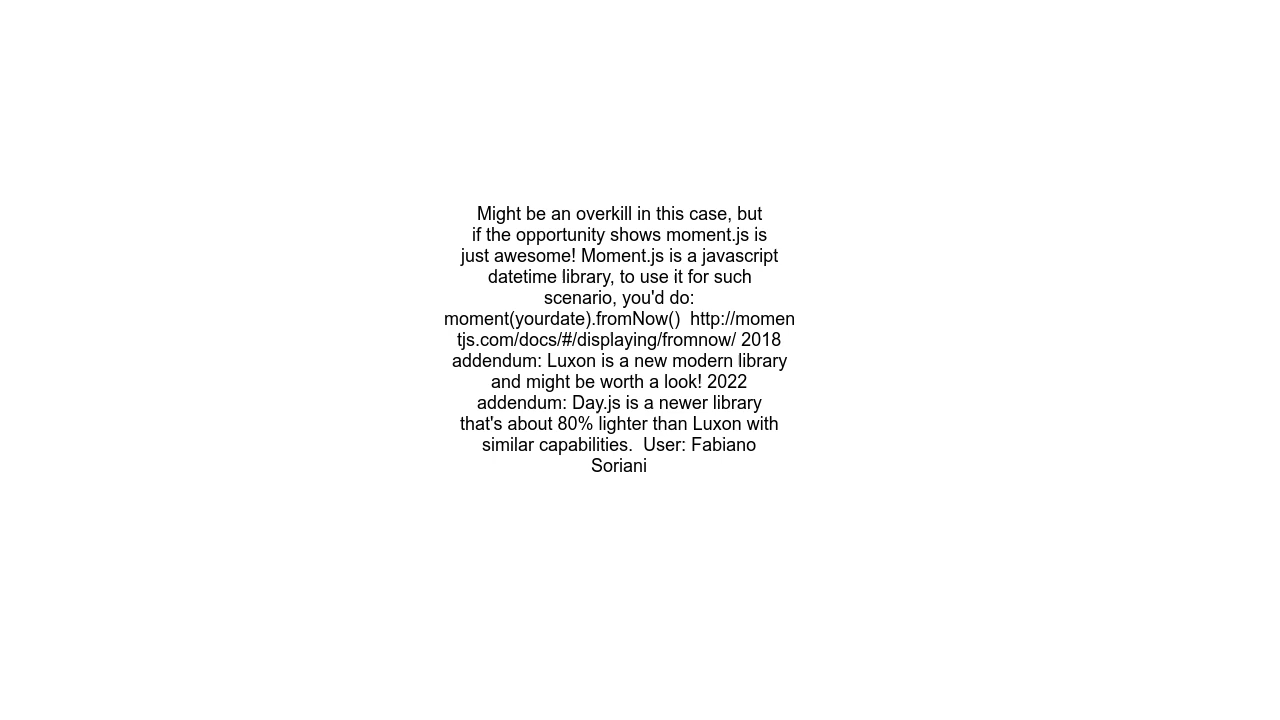 Might be an overkill in this case, but
if the opportunity shows moment.js is
just awesome! Moment.js is a javascript
datetime library, to use it for such
scenario, you'd do:
moment(yourdate).fromNow()  http://momen
tjs.com/docs/#/displaying/fromnow/ 2018
addendum: Luxon is a new modern library
and might be worth a look! 2022
addendum: Day.js is a newer library
that's about 80% lighter than Luxon with
similar capabilities.  User: Fabiano
Soriani